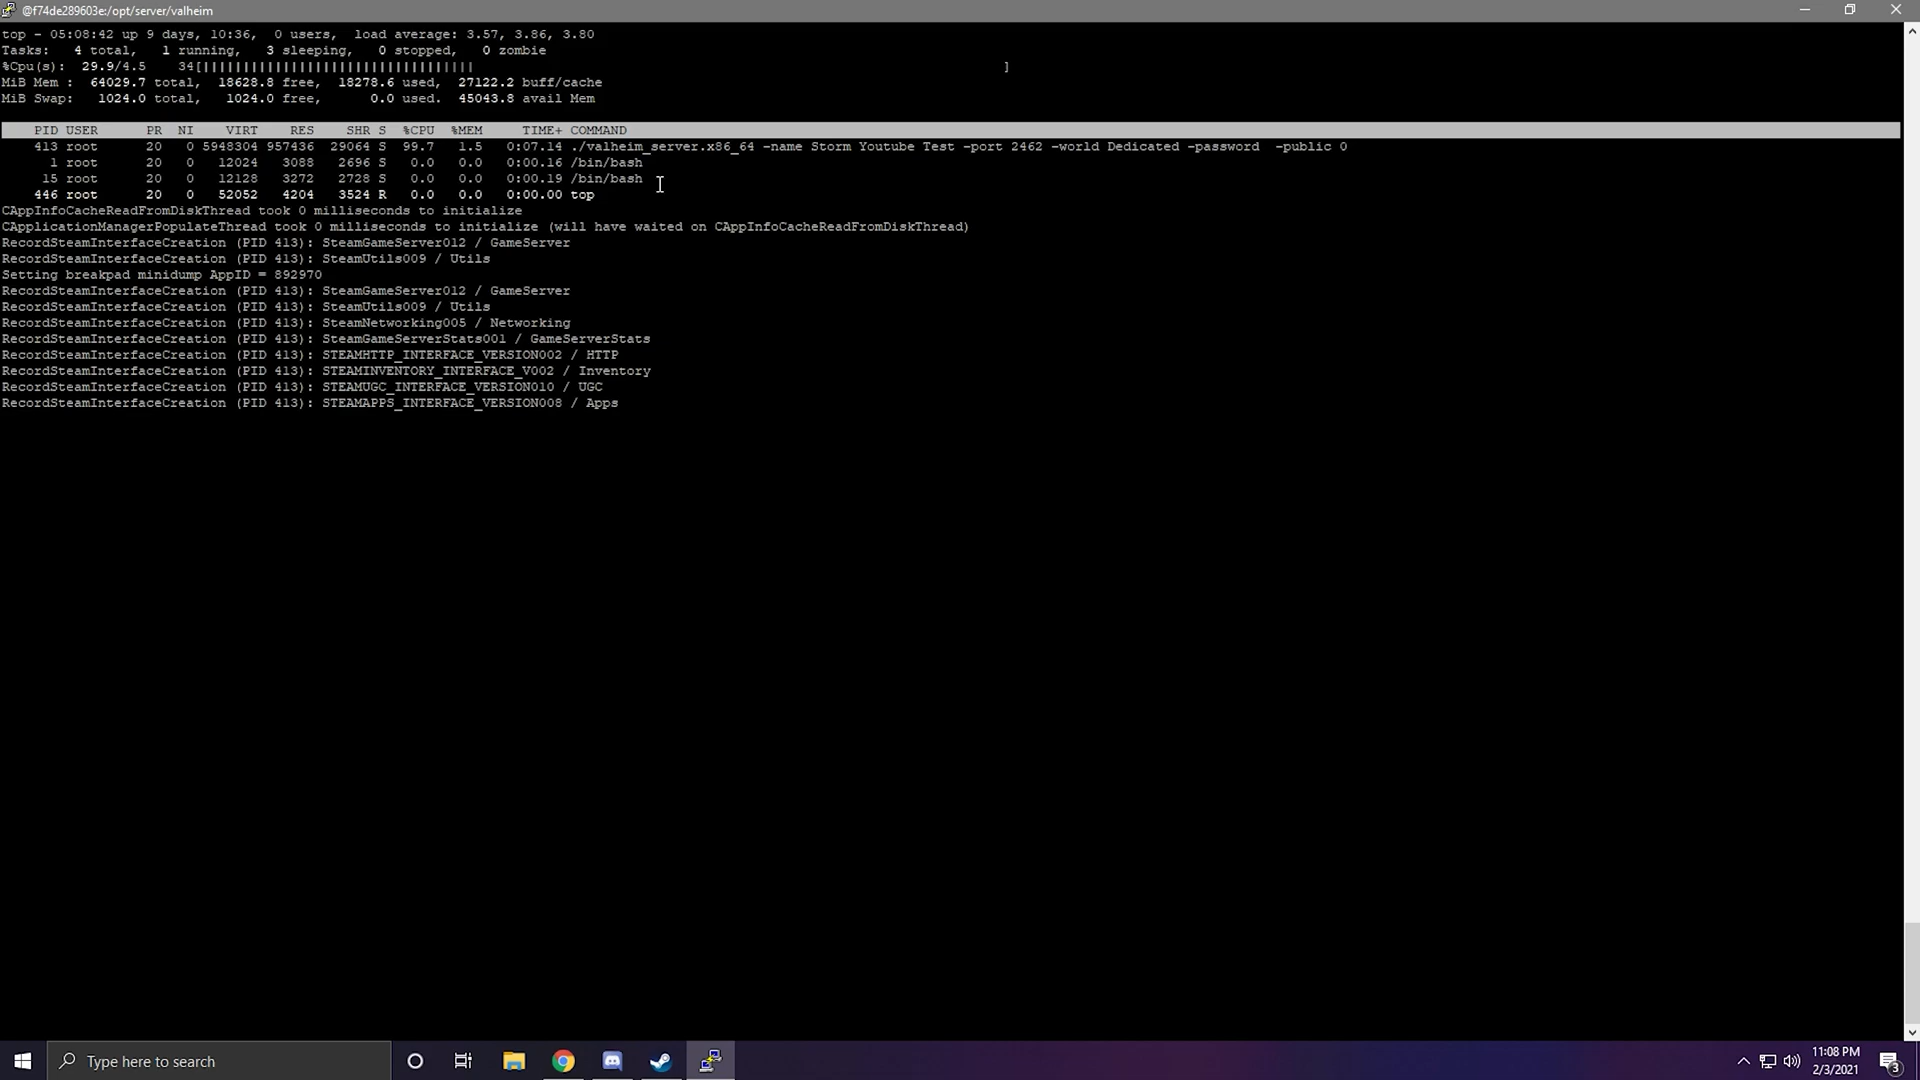 @f74de289603e:/opt/server/valheim
top - 05:08:42 up 9 days, 10:36,  0 users,  load average: 3.57, 3.86, 3.80
Tasks:   4 total,   1 running,   3 sleeping,   0 stopped,   0 zombie
%Cpu(s):  29.9/4.5    34[||||||||||||||||||||||||||||||||||                                                                  ]
MiB Mem :  64029.7 total,  18628.8 free,  18278.6 used,  27122.2 buff/cache
MiB Swap:   1024.0 total,   1024.0 free,      0.0 used.  45043.8 avail Mem
PID USER      PR  NI    VIRT    RES    SHR S  %CPU  %MEM     TIME+ COMMAND
413 root      20   0 5948304 957436  29064 S  99.7   1.5   0:07.14 ./valheim_server.x86_64 -name Storm Youtube Test -port 2462 -world Dedicated -password  -public 0
1 root      20   0   12024   3088   2696 S   0.0   0.0   0:00.16 /bin/bash
15 root      20   0   12128   3272   2728 S   0.0   0.0   0:00.19 /bin/bash
446 root      20   0   52052   4204   3524 R   0.0   0.0   0:00.00 top
CAppInfoCacheReadFromDiskThread took 0 milliseconds to initialize
CApplicationManagerPopulateThread took 0 milliseconds to initialize (will have waited on CAppInfoCacheReadFromDiskThread)
RecordSteamInterfaceCreation (PID 413): SteamGameServer012 / GameServer
RecordSteamInterfaceCreation (PID 413): SteamUtils009 / Utils
Setting breakpad minidump AppID = 892970
RecordSteamInterfaceCreation (PID 413): SteamGameServer012 / GameServer
RecordSteamInterfaceCreation (PID 413): SteamUtils009 / Utils
RecordSteamInterfaceCreation (PID 413): SteamNetworking005 / Networking
RecordSteamInterfaceCreation (PID 413): SteamGameServerStats001 / GameServerStats
RecordSteamInterfaceCreation (PID 413): STEAMHTTP_INTERFACE_VERSION002 / HTTP
RecordSteamInterfaceCreation (PID 413): STEAMINVENTORY_INTERFACE_V002 / Inventory
RecordSteamInterfaceCreation (PID 413): STEAMUGC_INTERFACE_VERSION010 / UGC
RecordSteamInterfaceCreation (PID 413): STEAMAPPS_INTERFACE_VERSION008 / Apps
Type here to search
11:08 PM
2/3/2021
3